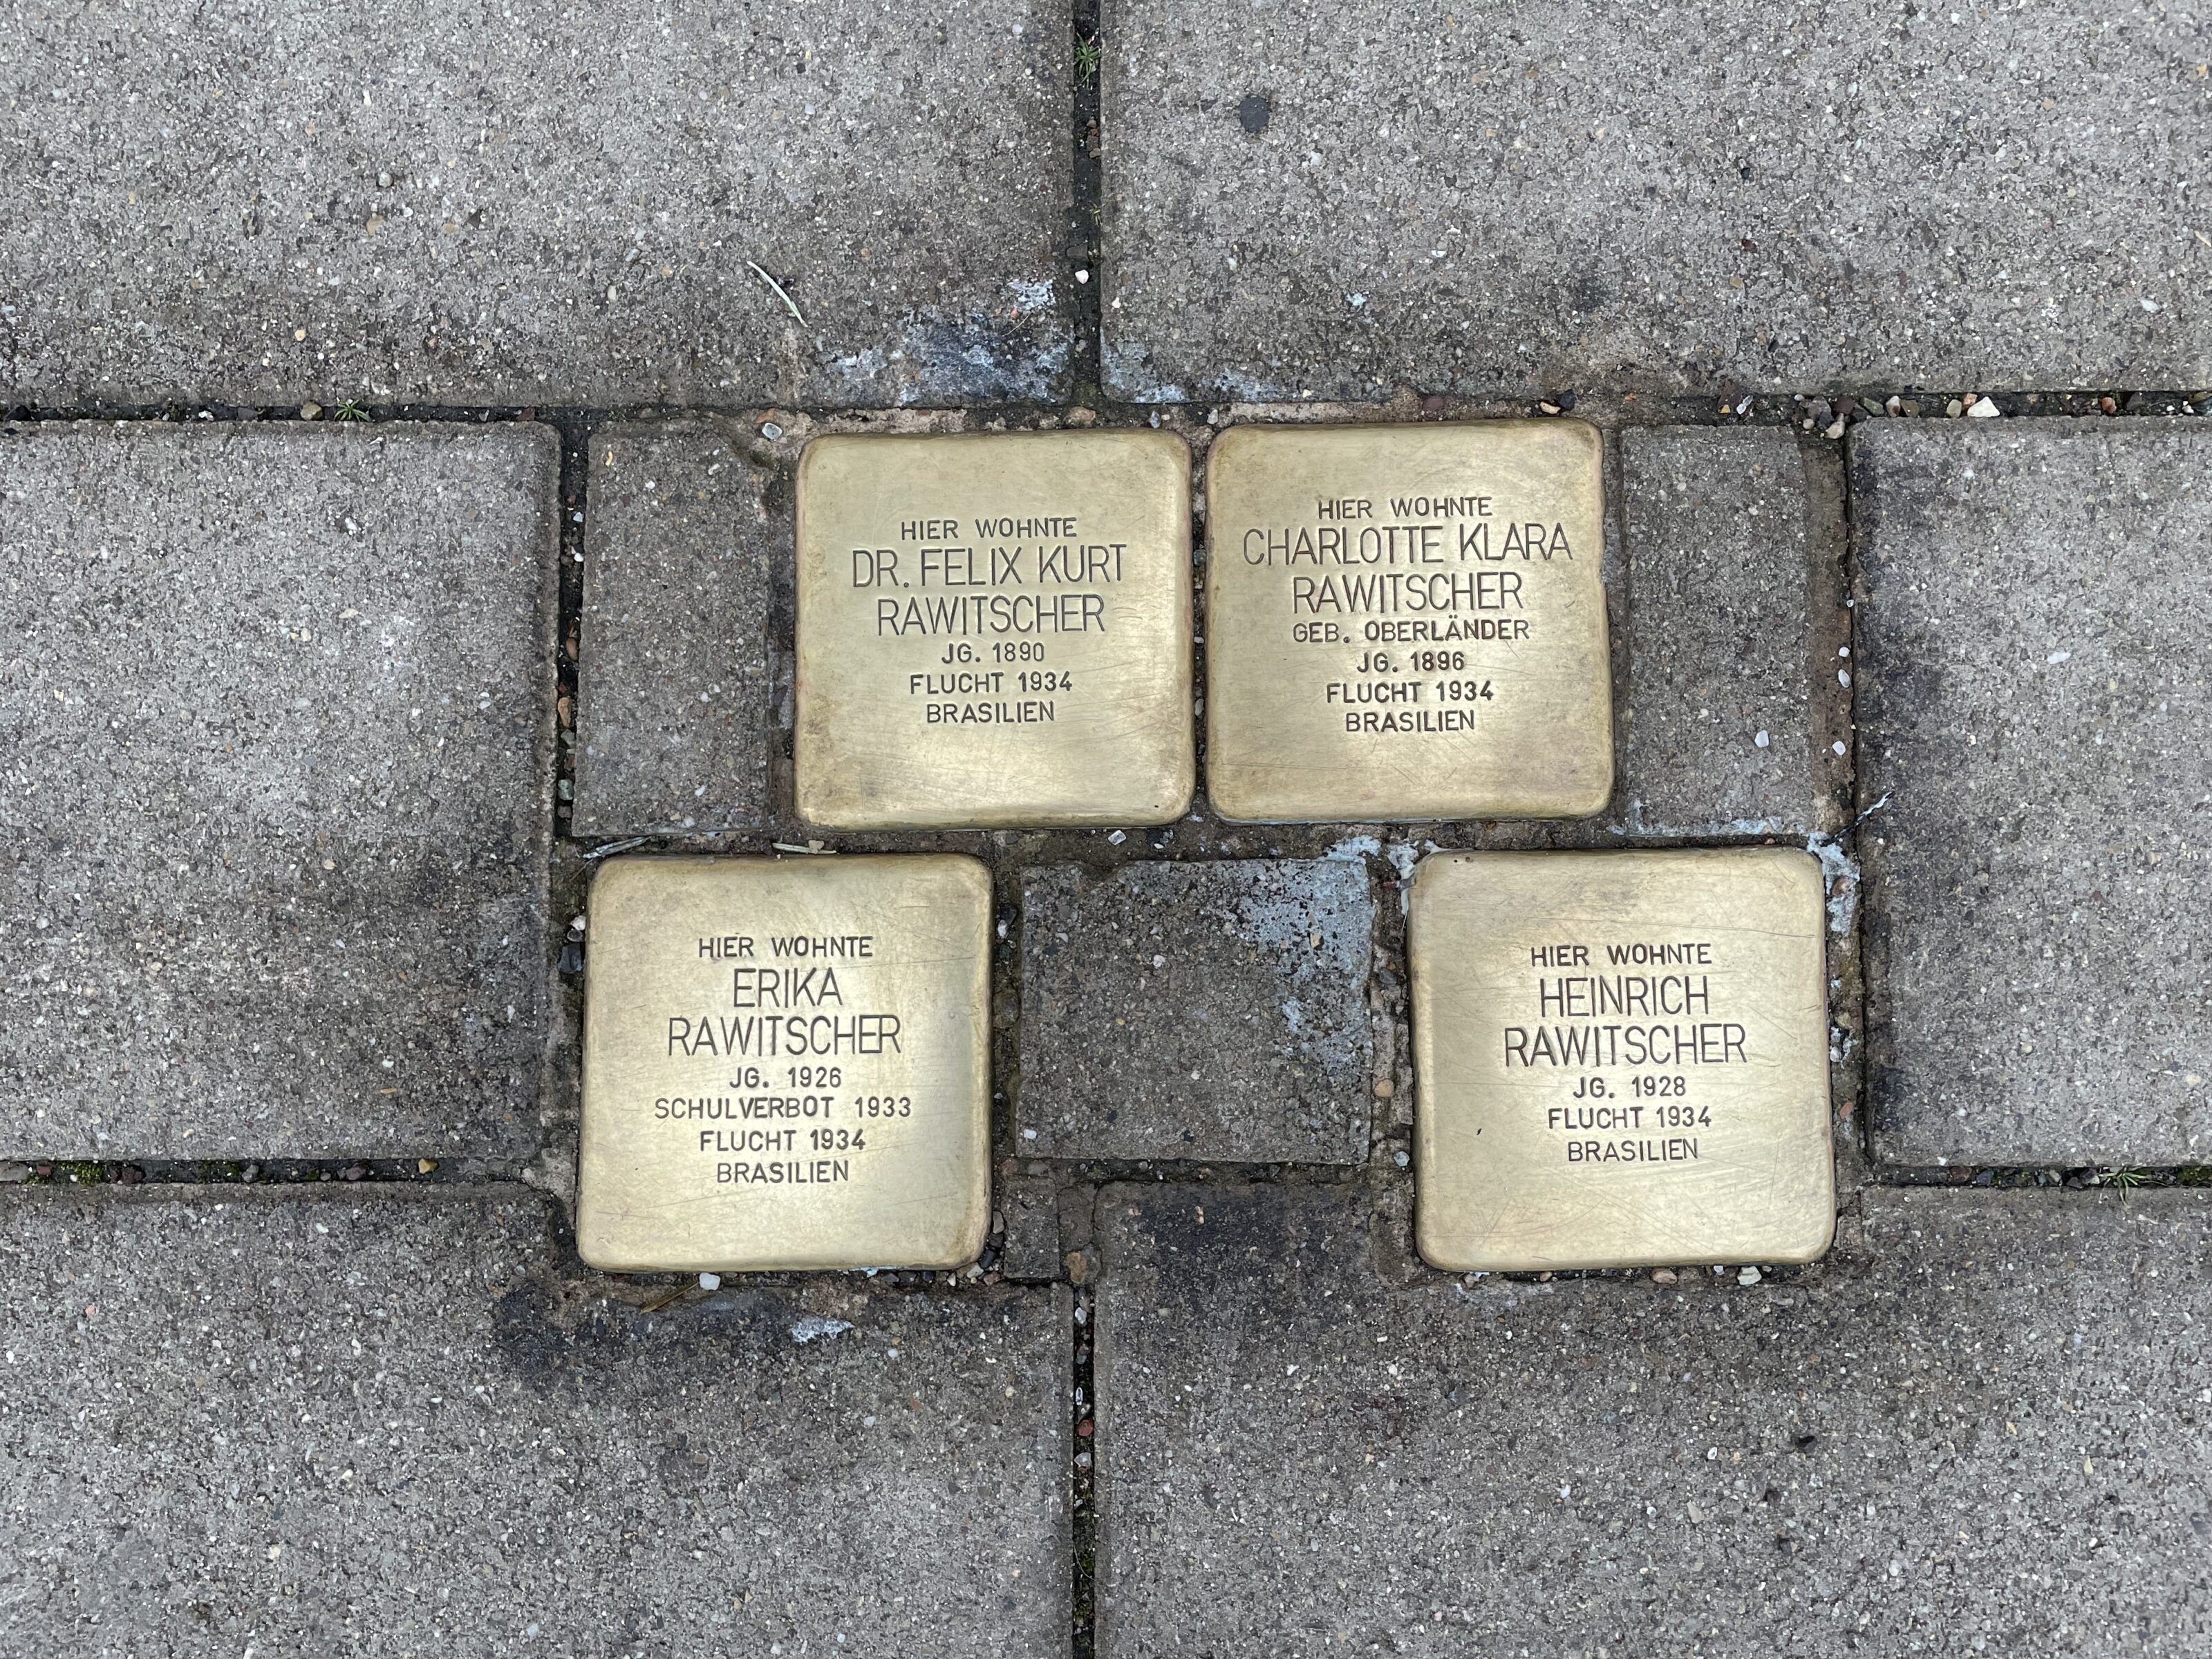 HIER WOHNTE
DR. FELIX KURT
RAWITSCHER
JG. 1890
FLUCHT 1934
BRASILIEN
HIER WOHNTE
CHARLOTTE KLARA
RAWITSCHER
GEB. OBERLÄNDER
JG. 1896
FLUCHT 1934
BRASILIEN
HIER WOHNTE
ERIKA
RAWITSCHER
JG. 1926
SCHULVERBOT 1933
FLUCHT 1934
BRASILIEN
HIER WOHNTE
HEINRICH
RAWITSCHER
JG. 1928
FLUCHT 1934
BRASILIEN